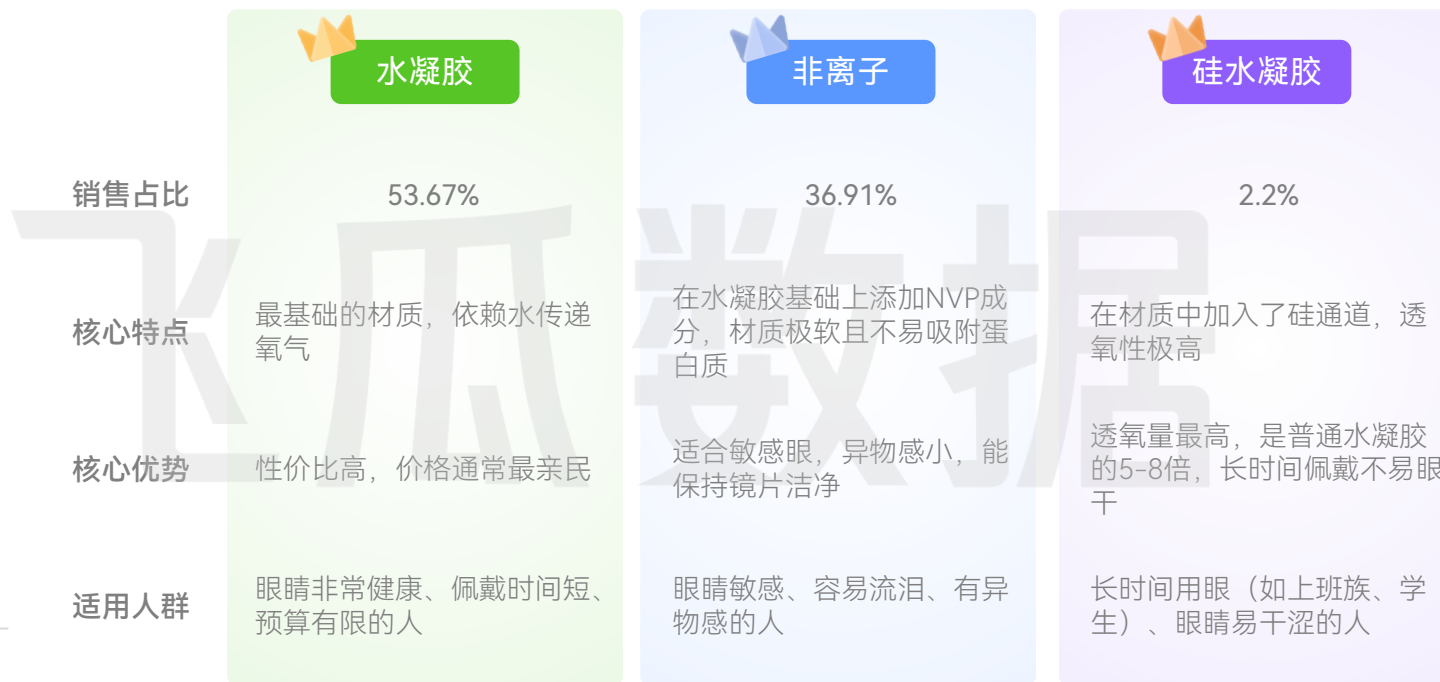 水凝胶
非离子
硅水凝胶
销售占比
53.67%
36.91%
2.2%
核心特点
最基础的材质，依赖水传递
氧气
在水凝胶基础上添加NVP成
分，材质极软且不易吸附蛋
白质
在材质中加入了硅通道，透
氧性极高
核心优势
性价比高，价格通常最亲民
适合敏感眼，异物感小，能
保持镜片洁净
透氧量最高，是普通水凝胶
的5-8倍，长时间佩戴不易眼
干
适用人群
眼睛非常健康、佩戴时间短、
预算有限的人
眼睛敏感、容易流泪、有异
物感的人
长时间用眼（如上班族、学
生）、眼睛易干涩的人
飞瓜数据